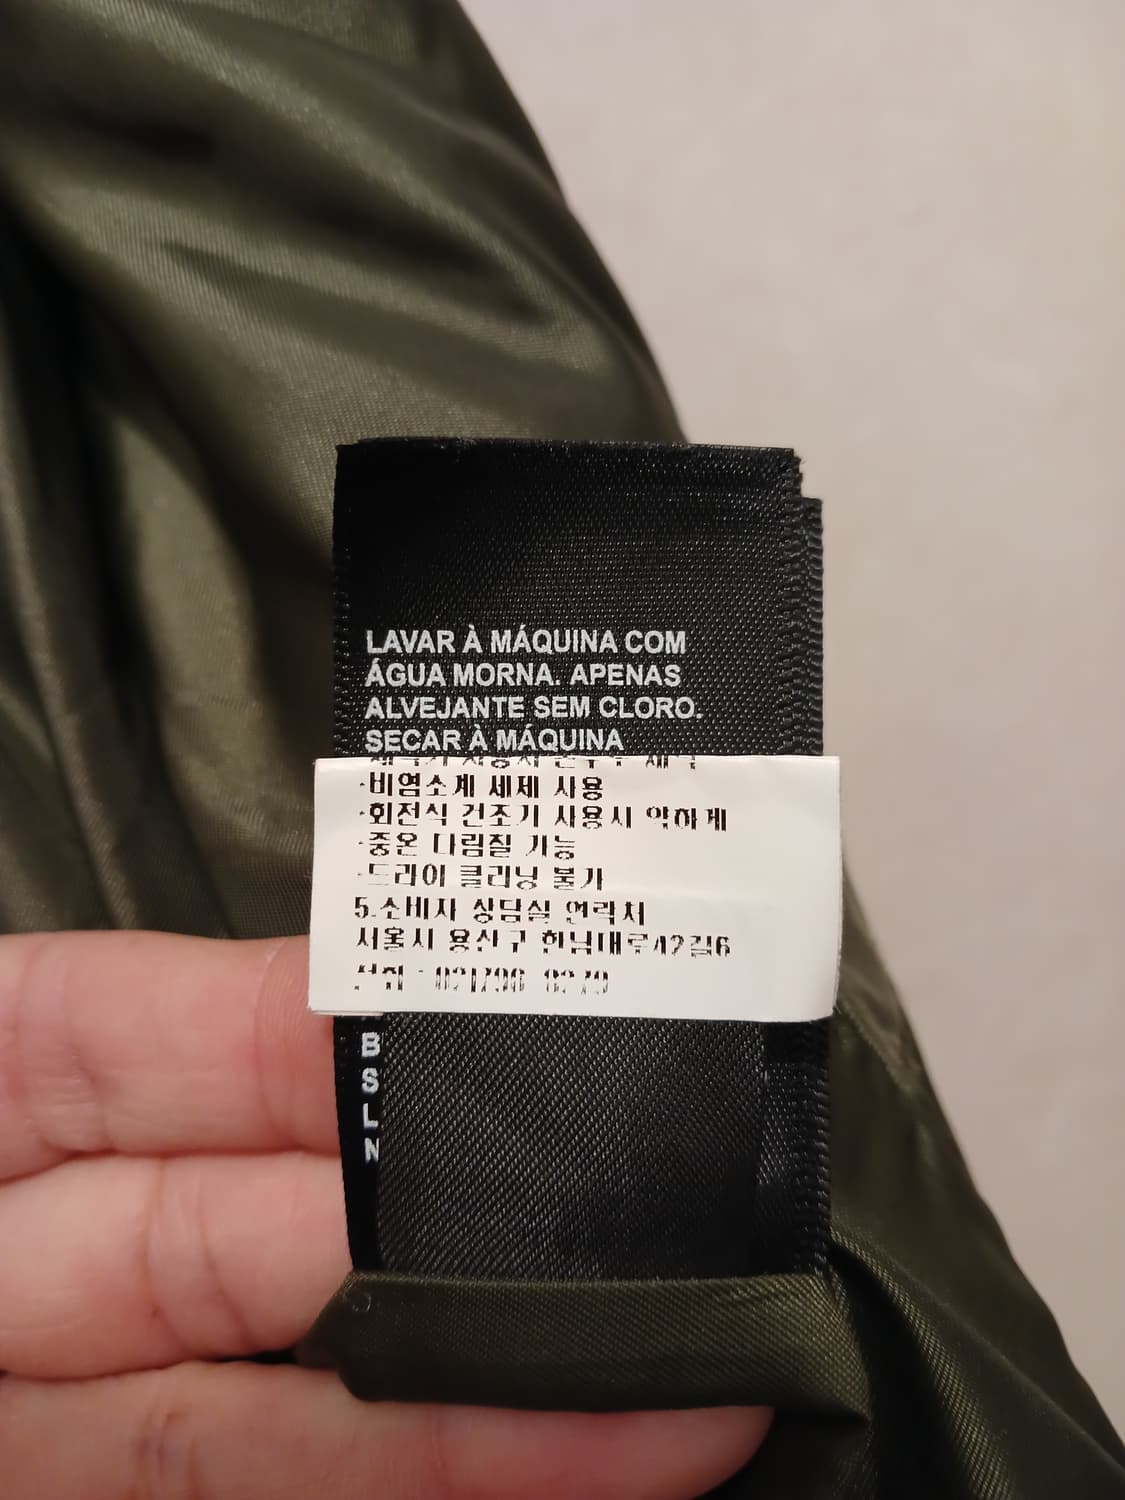 LAVAR À MÁQUINA COM
ÁGUA MORNA. APENAS
ALVEJANTE SEM CLORO.
SECAR À MÁQUINA
·비염소계 세제 사용
·회전식 건조기 사용시 약하게
·중온 다림질 가능
·드라이 클리닝 불가
5.소비자 상담실 연락처
서울시 용산구 한남대로42길6
B
S
L
N